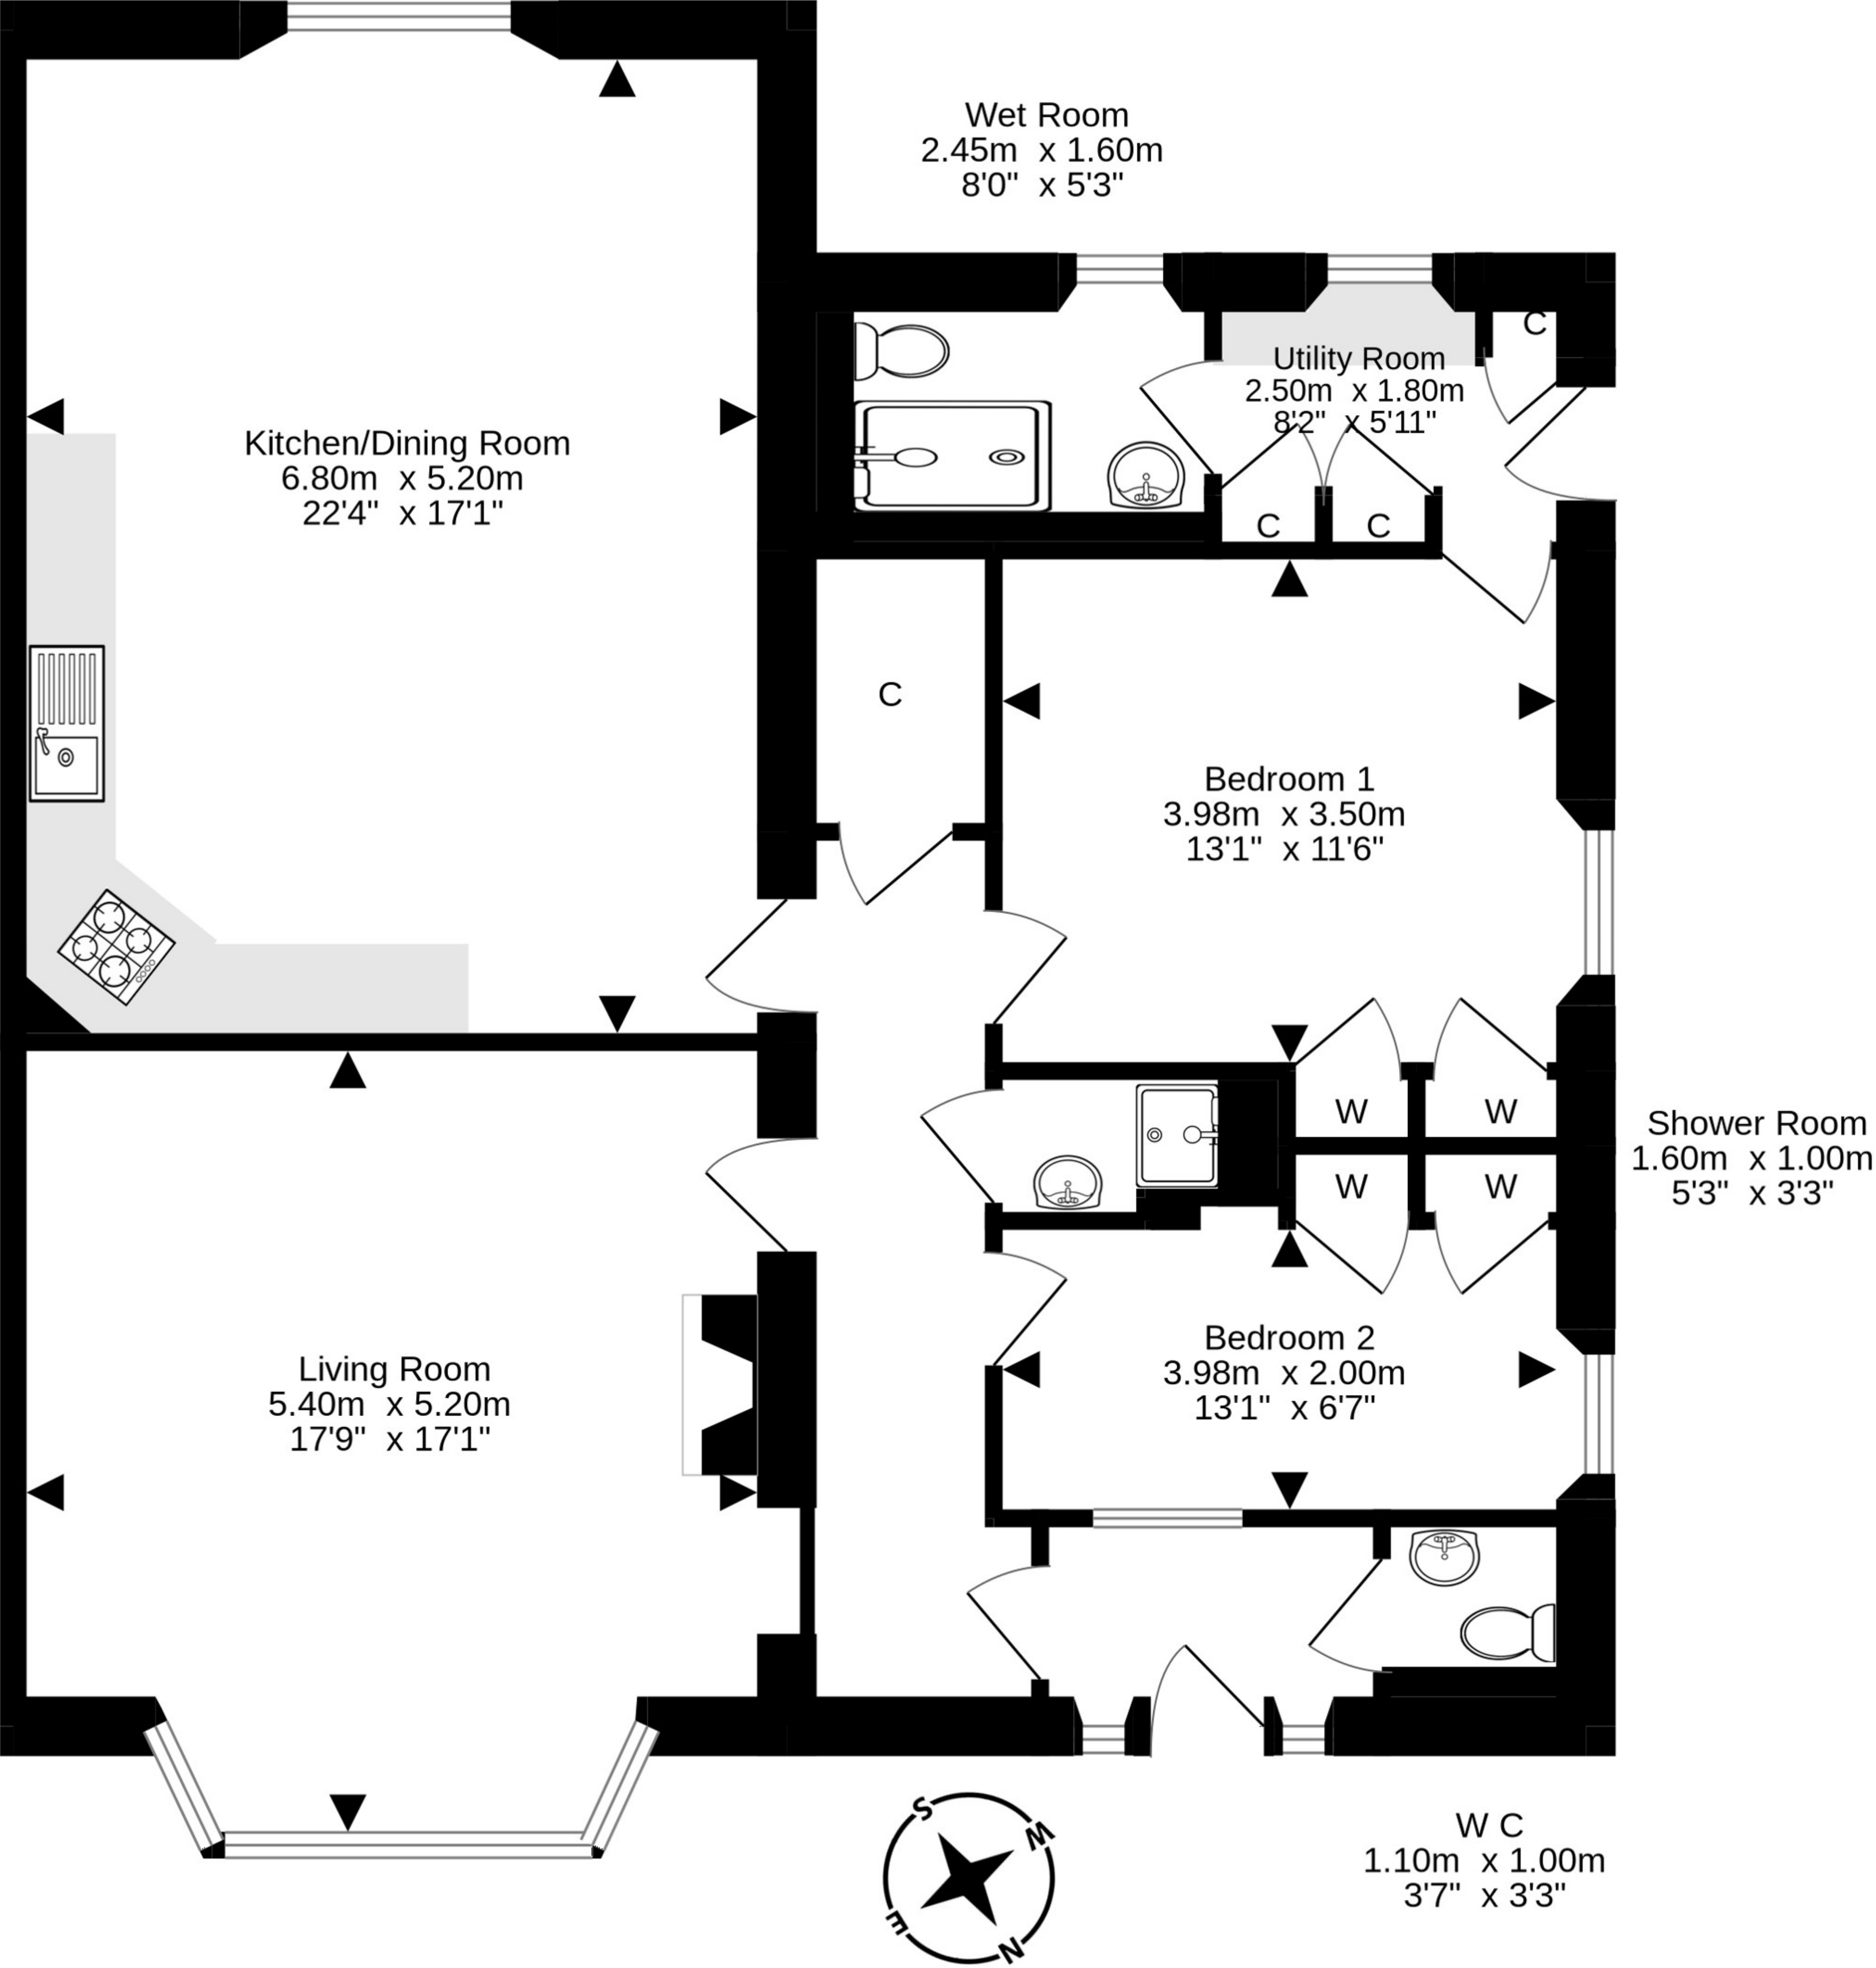 Wet Room
2.45m x 1.60m
8'0" x 5'3"
C
Utility Room
2.50m x 1.80m
8'2" x 5'11"
Kitchen/Dining Room
6.80m x 5.20m
22'4" x 17'1"
C
C
C
Bedroom 1
3.98m x 3.50m
13'1" x 11'6"
W
W
Shower Room
1.60m x 1.00m
5'3" x 3'3"
W
W
Bedroom 2
3.98m x 2.00m
13'1" x 6'7"
Living Room
5.40m x 5.20m
17'9" x 17'1"
S
W
E
N
W C
1.10m x 1.00m
3'7" x 3'3"